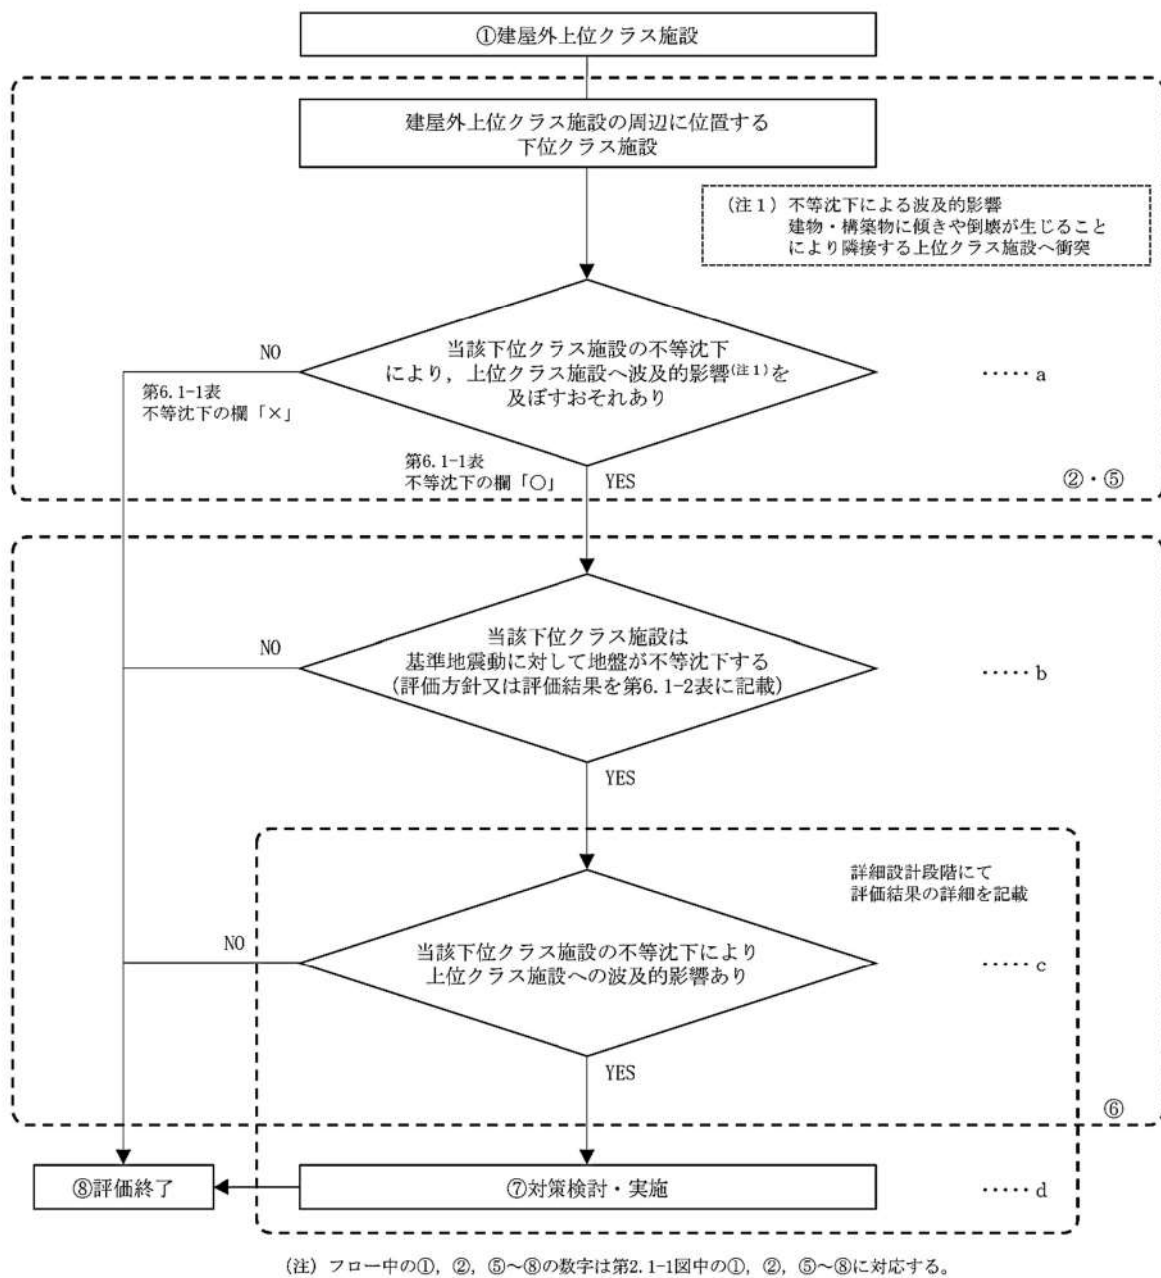 ①建屋外上位クラス施設
建屋外上位クラス施設の周辺に位置する
下位クラス施設
(注1) 不等沈下による波及的影響
建物・構築物に傾きや倒壊が生じること
により隣接する上位クラス施設へ衝突
当該下位クラス施設の不等沈下
により，上位クラス施設へ波及的影響(注1)を
及ぼすおそれあり
NO
‥‥‥a
第6.1-1表
不等沈下の欄「×」
第6.1-1表
不等沈下の欄「○」
YES
②・⑤
当該下位クラス施設は
基準地震動に対して地盤が不等沈下する
(評価方針又は評価結果を第6.1-2表に記載)
NO
‥‥‥b
YES
詳細設計段階にて
評価結果の詳細を記載
当該下位クラス施設の不等沈下により
上位クラス施設への波及的影響あり
NO
‥‥‥c
YES
⑥
⑧評価終了
⑦対策検討・実施
‥‥‥d
(注) フロー中の①，②，⑤～⑧の数字は第2.1-1図中の①，②，⑤～⑧に対応する。